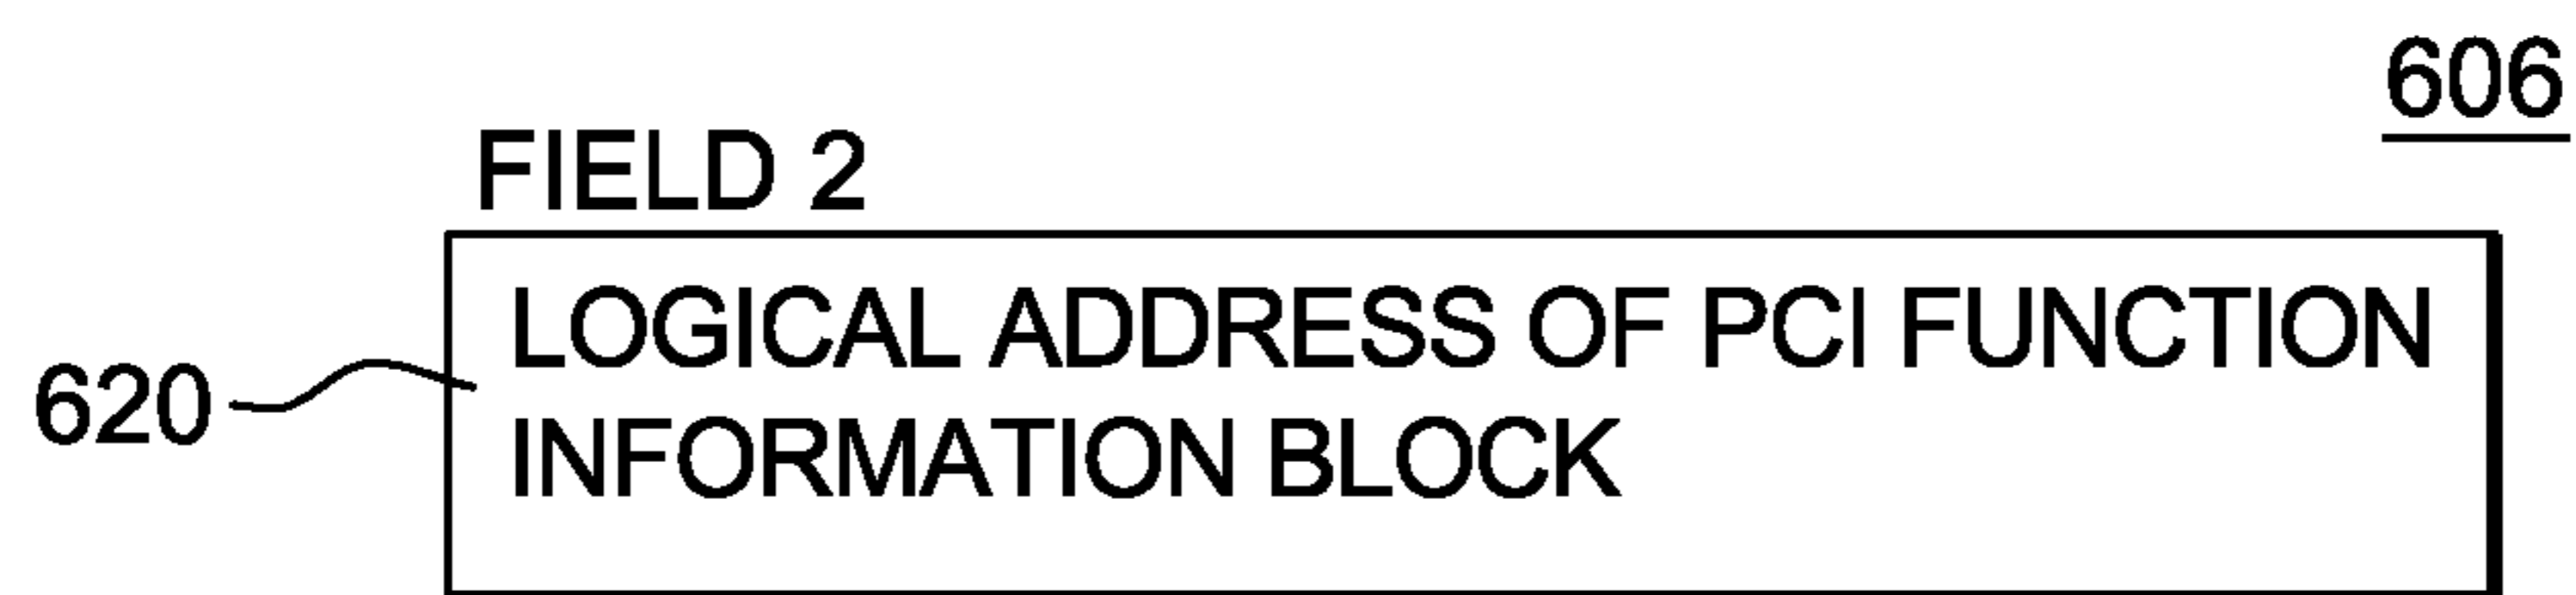 606
FIELD 2
LOGICAL ADDRESS OF PCI FUNCTION
INFORMATION BLOCK
620